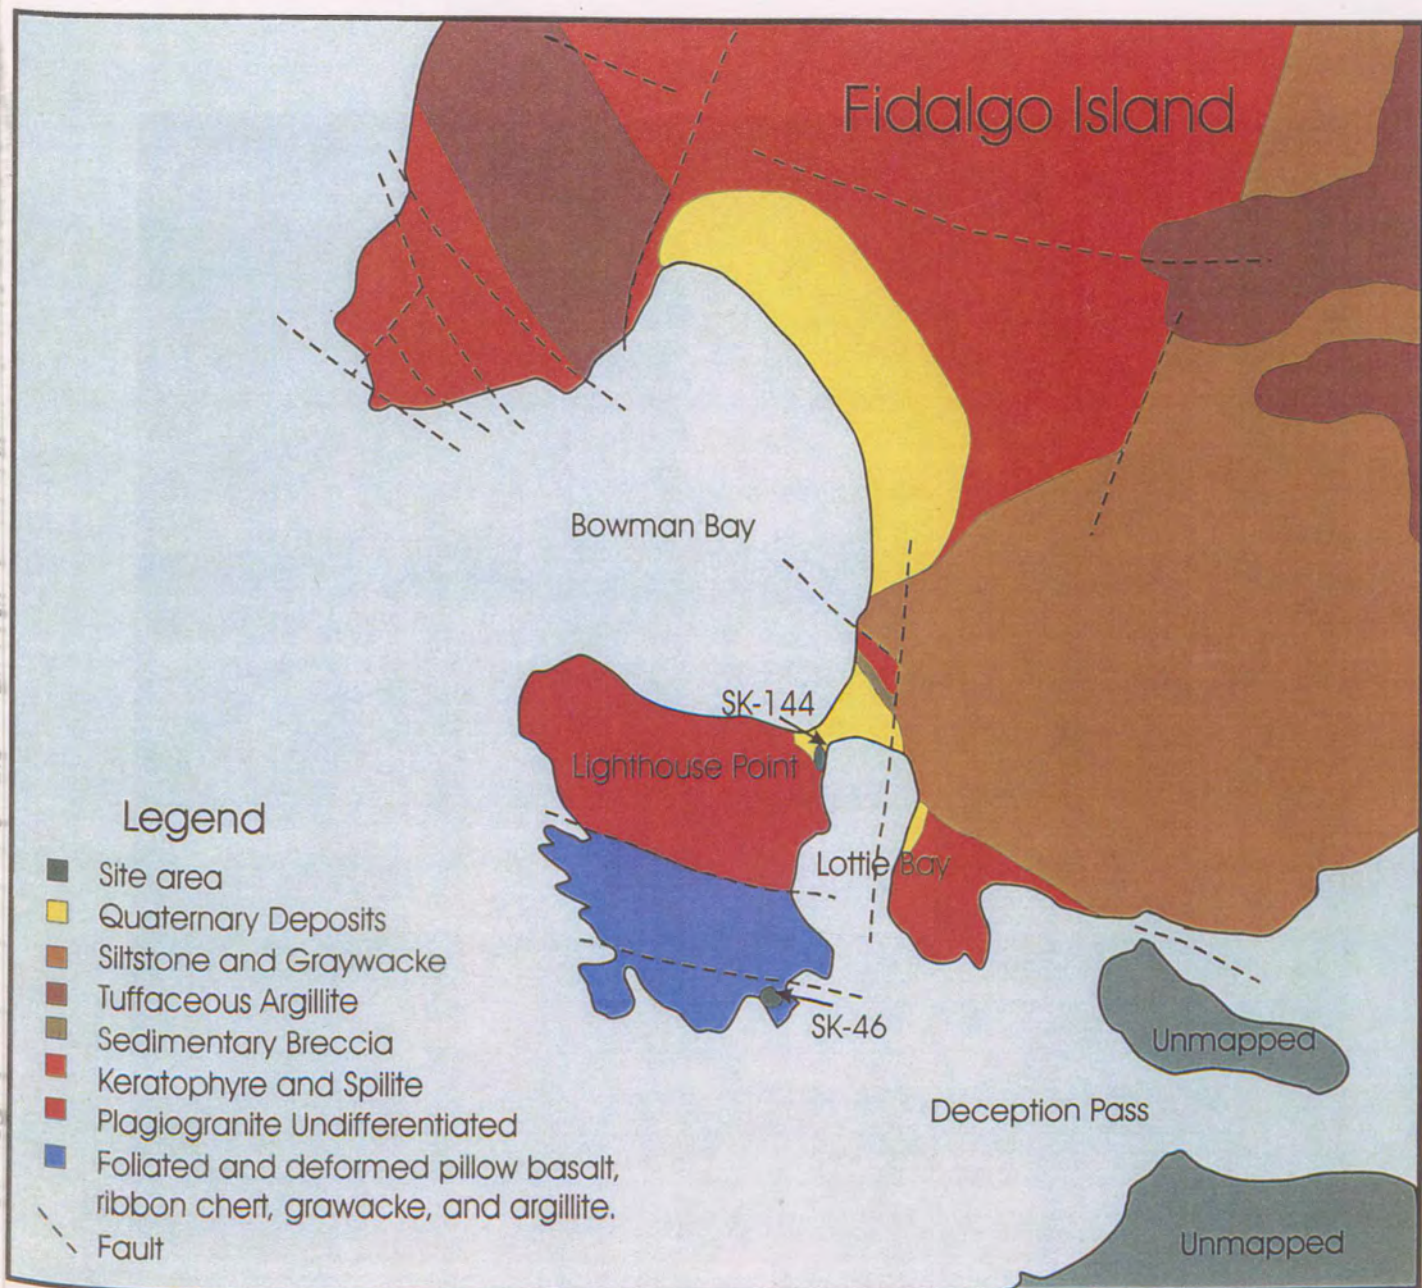 Fidalgo Island
Bowman Bay
SK-144
Lighthouse Point
Lottie Bay
SK-46
Unmapped
Deception Pass
Unmapped
Legend
Site area
Quaternary Deposits
Siltstone and Graywacke
Tuffaceous Argillite
Sedimentary Breccia
Keratophyre and Spilite
Plagiogranite Undifferentiated
Foliated and deformed pillow basalt,
ribbon chert, grawacke, and argillite.
Fault